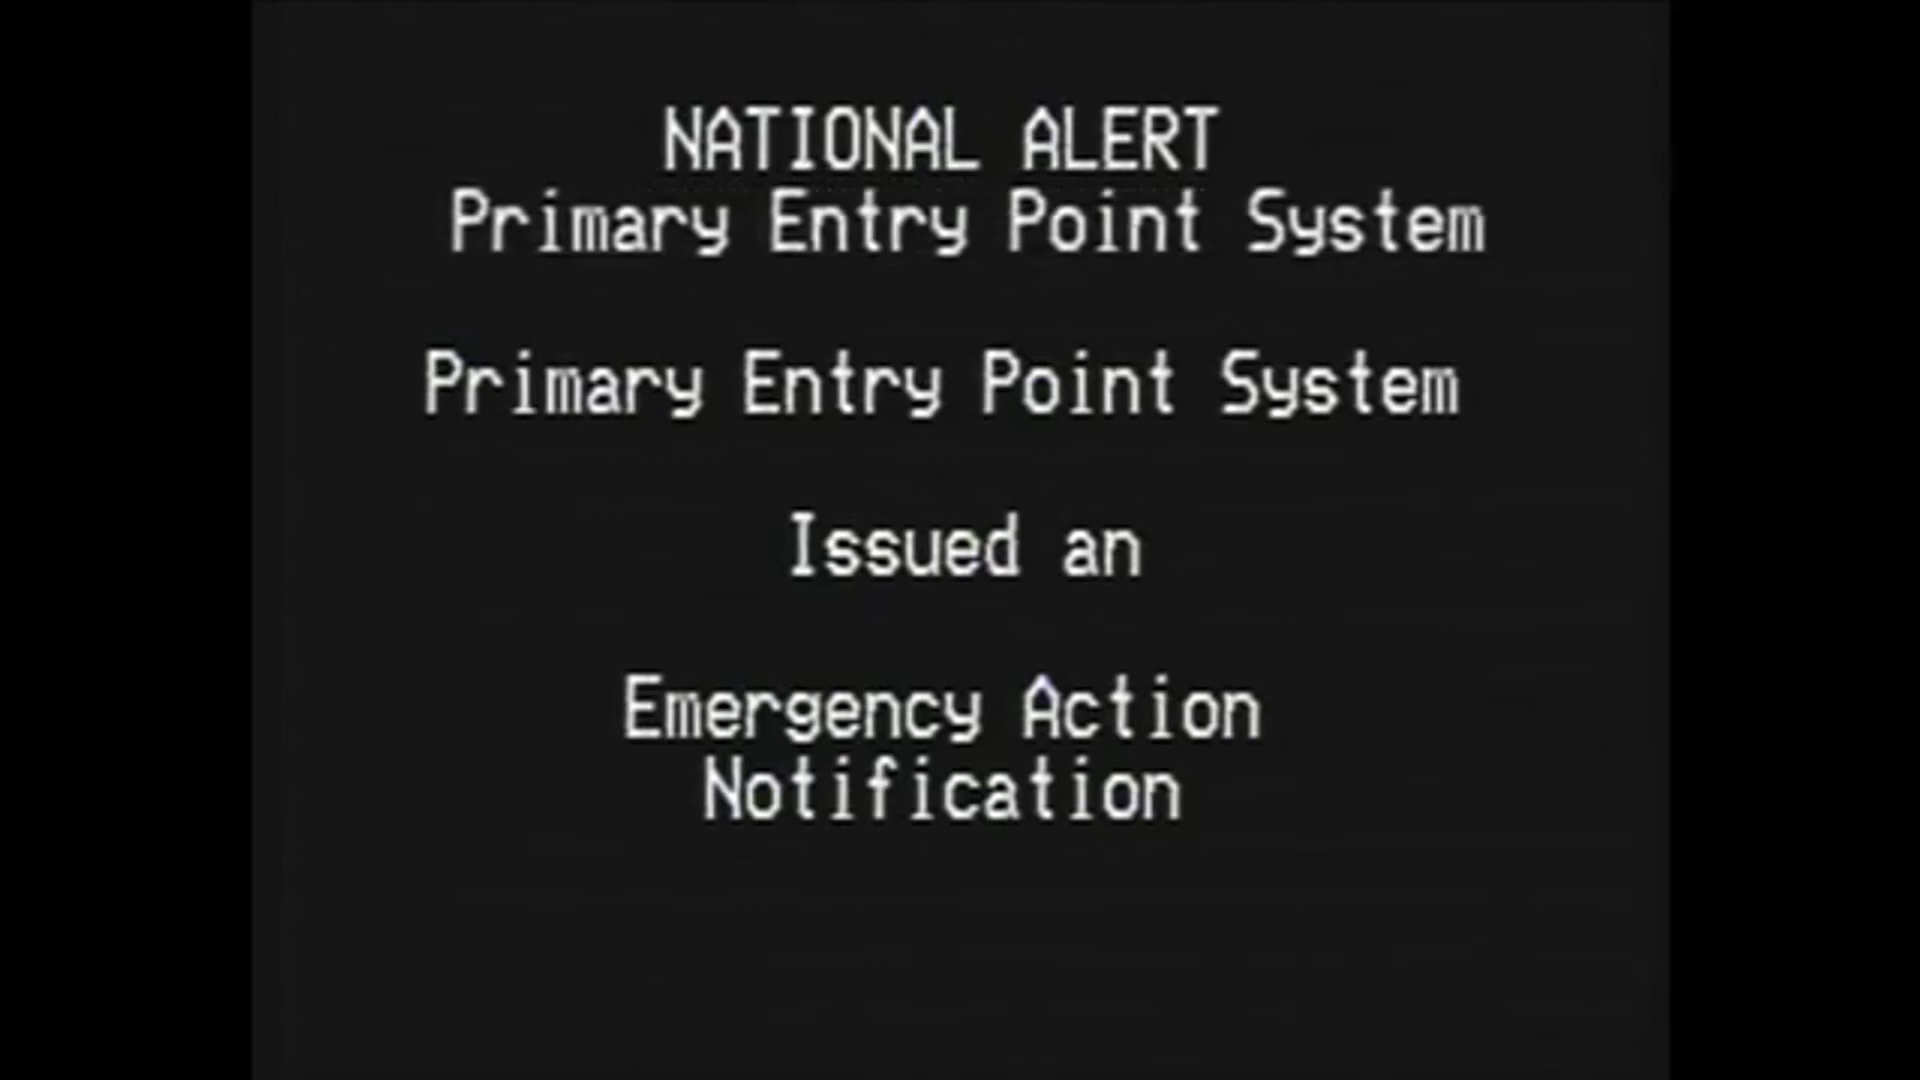 NATIONAL ALERT
Primary Entry Point System
Primary Entry Point System
Issued an
Emergency Action
Notification